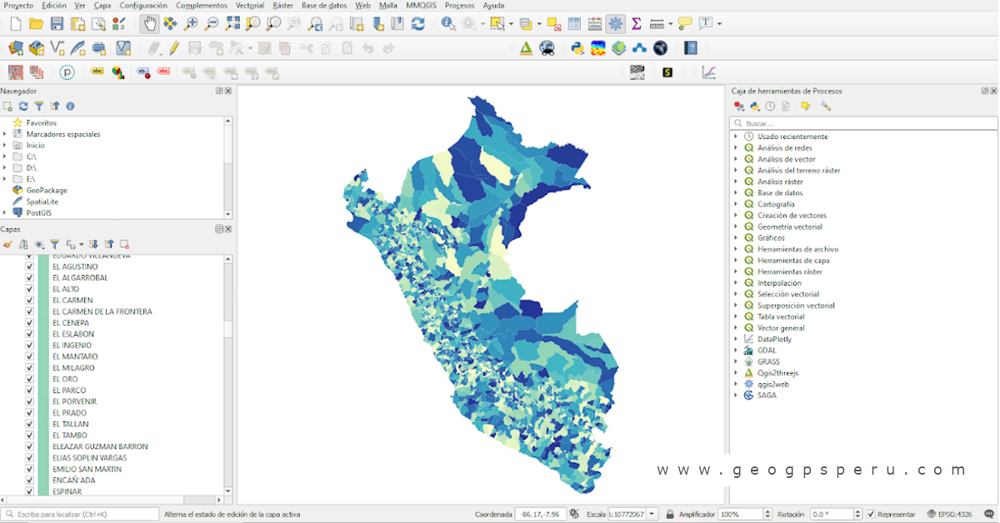 Proyecto Edición Ver Capa Configuración Complementos Vectorial Ráster Base de datos Web Malla MMQGIS Procesos Ayuda
Navegador
Favoritos
Marcadores espaciales
Inicio
C:\
D:\
E:\
GeoPackage
SpatiaLite
PostGIS
Capas
EDUARDO VILLANUEVA
EL AGUSTINO
EL ALGARROBAL
EL ALTO
EL CARMEN
EL CARMEN DE LA FRONTERA
EL CENEPA
EL ESLABON
EL INGENIO
EL MANTARO
EL MILAGRO
EL ORO
EL PARCO
EL PORVENIR
EL PRADO
EL TALLAN
EL TAMBO
ELEAZAR GUZMAN BARRON
ELIAS SOPLIN VARGAS
EMILIO SAN MARTIN
ENCAÑ'ADA
ESPINAR
Caja de herramientas de Procesos
Buscar...
Usado recientemente
Análisis de redes
Análisis de vector
Análisis del terreno ráster
Análisis ráster
Base de datos
Cartografía
Creación de vectores
Geometría vectorial
Gráficos
Herramientas de archivo
Herramientas de capa
Herramientas ráster
Interpolación
Selección vectorial
Superposición vectorial
Tabla vectorial
Vector general
DataPlotly
GDAL
GRASS
Qgis2threejs
qgis2web
SAGA
www.geogpsperu.com
Escriba para localizar (Ctrl+K) Alterna el estado de edición de la capa activa Coordenada -86.17,-7.96 Escala 1:10772067 Amplificador 100% Rotación 0.0 ° Representar EPSG:4326